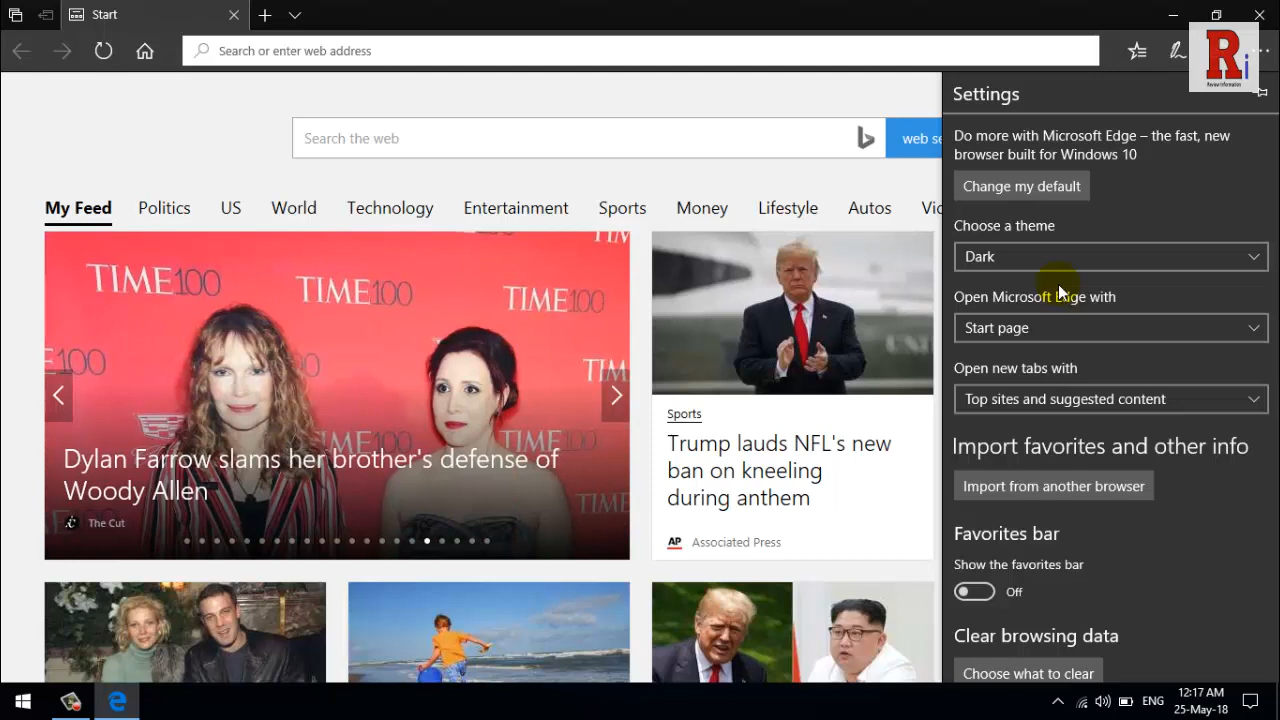 Start
Search or enter web address
R i
Review Information
Settings
Do more with Microsoft Edge – the fast, new
browser built for Windows 10
Change my default
Choose a theme
Dark
Open Microsoft Edge with
Start page
Open new tabs with
Top sites and suggested content
Import favorites and other info
Import from another browser
Favorites bar
Show the favorites bar
Off
Clear browsing data
Choose what to clear
Search the web
web se
My Feed Politics US World Technology Entertainment Sports Money Lifestyle Autos Vid
TIME100
TIME100
TIME100
Dylan Farrow slams her brother's defense of
Woody Allen
The Cut
Sports
Trump lauds NFL's new
ban on kneeling
during anthem
AP Associated Press
ENG
12:17 AM
25-May-18